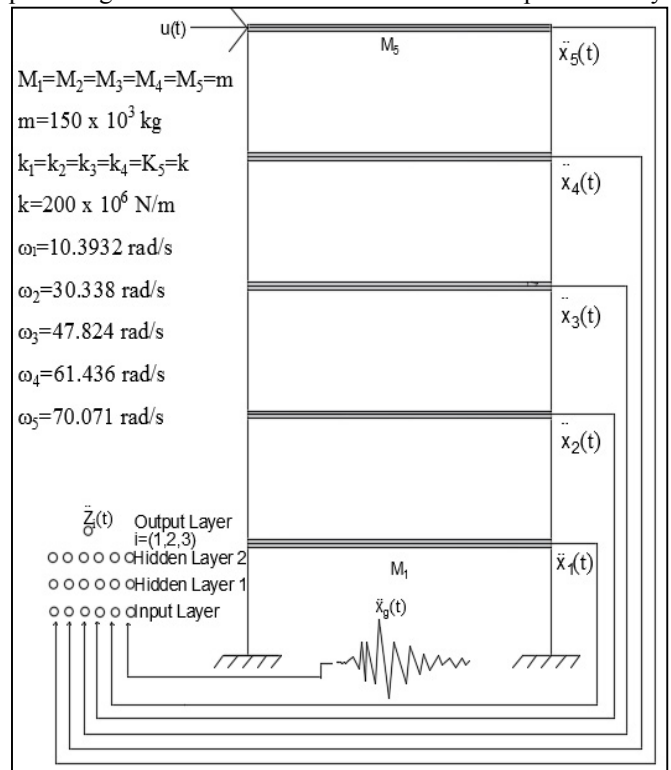 u(t)
M₅
ẍ₅(t)
M₁=M₂=M₃=M₄=M₅=m
m=150 x 10³ kg
k₁=k₂=k₃=k₄=K₅=k
k=200 x 10⁶ N/m
ω₁=10.3932 rad/s
ω₂=30.338 rad/s
ω₃=47.824 rad/s
ω₄=61.436 rad/s
ω₅=70.071 rad/s
ẍ₄(t)
ẍ₃(t)
ẍ₂(t)
Z̈ᵢ(t)
Output Layer
i=(1,2,3)
Hidden Layer 2
Hidden Layer 1
Input Layer
M₁
ẍ₁(t)
ẍg(t)